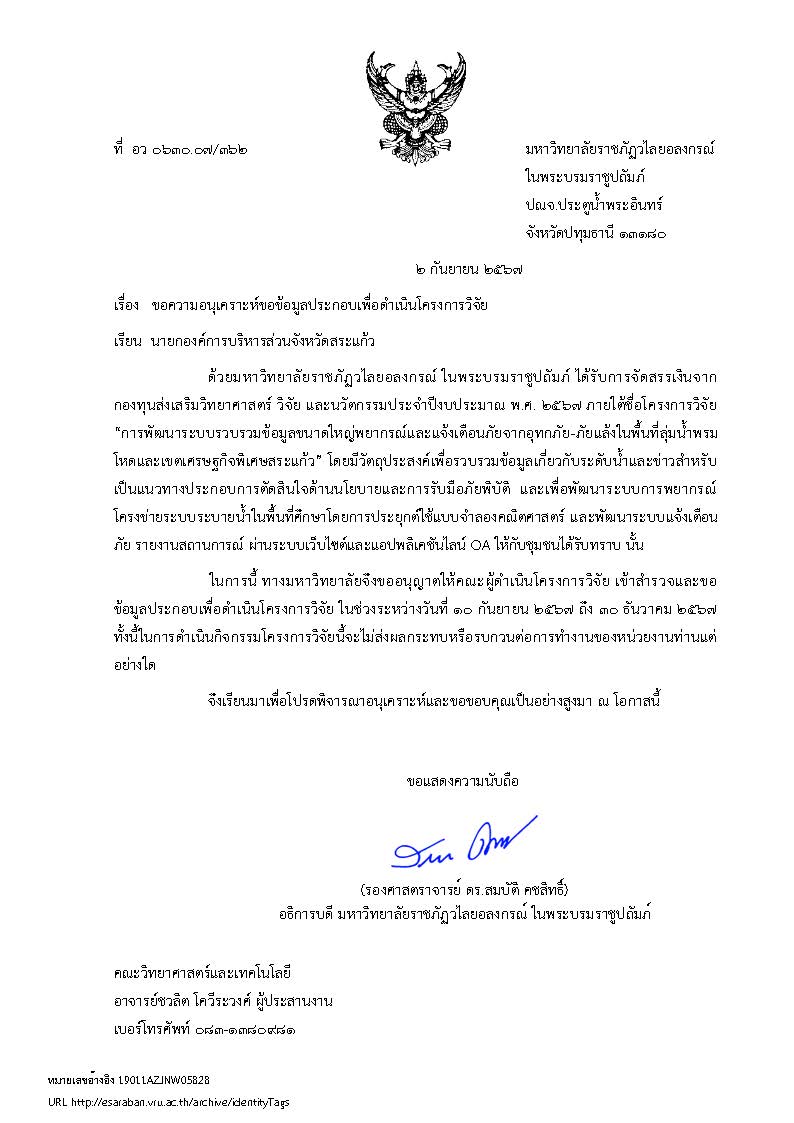 ที่ อว ๐๖๓๐.๐๗/๓๖๒
มหาวิทยาลัยราชภัฏวไลยอลงกรณ์
ในพระบรมราชูปถัมภ์
ปณจ.ประตูน้ำพระอินทร์
จังหวัดปทุมธานี ๑๓๑๘๐
๒ กันยายน ๒๕๖๗
เรื่อง ขอความอนุเคราะห์ขอข้อมูลประกอบเพื่อดำเนินโครงการวิจัย
เรียน นายกองค์การบริหารส่วนจังหวัดสระแก้ว
ด้วยมหาวิทยาลัยราชภัฏวไลยอลงกรณ์ ในพระบรมราชูปถัมภ์ ได้รับการจัดสรรเงินจาก
กองทุนส่งเสริมวิทยาศาสตร์ วิจัย และนวัตกรรมประจำปีงบประมาณ พ.ศ. ๒๕๖๗ ภายใต้ชื่อโครงการวิจัย
“การพัฒนาระบบรวบรวมข้อมูลขนาดใหญ่พยากรณ์และแจ้งเตือนภัยจากอุทกภัย-ภัยแล้งในพื้นที่ลุ่มน้ำพรม
โหดและเขตเศรษฐกิจพิเศษสระแก้ว” โดยมีวัตถุประสงค์เพื่อรวบรวมข้อมูลเกี่ยวกับระดับน้ำและข่าวสำหรับ
เป็นแนวทางประกอบการตัดสินใจด้านนโยบายและการรับมือภัยพิบัติ และเพื่อพัฒนาระบบการพยากรณ์
โครงข่ายระบบระบายน้ำในพื้นที่ศึกษาโดยการประยุกต์ใช้แบบจำลองคณิตศาสตร์ และพัฒนาระบบแจ้งเตือน
ภัย รายงานสถานการณ์ ผ่านระบบเว็บไซต์และแอปพลิเคชันไลน์ OA ให้กับชุมชนได้รับทราบ นั้น
ในการนี้ ทางมหาวิทยาลัยจึงขออนุญาตให้คณะผู้ดำเนินโครงการวิจัย เข้าสำรวจและขอ
ข้อมูลประกอบเพื่อดำเนินโครงการวิจัย ในช่วงระหว่างวันที่ ๑๐ กันยายน ๒๕๖๗ ถึง ๓๐ ธันวาคม ๒๕๖๗
ทั้งนี้ในการดำเนินกิจกรรมโครงการวิจัยนี้จะไม่ส่งผลกระทบหรือรบกวนต่อการทำงานของหน่วยงานท่านแต่
อย่างใด
จึงเรียนมาเพื่อโปรดพิจารณาอนุเคราะห์และขอขอบคุณเป็นอย่างสูงมา ณ โอกาสนี้
ขอแสดงความนับถือ
(รองศาสตราจารย์ ดร.สมบัติ คชสิทธิ์)
อธิการบดี มหาวิทยาลัยราชภัฏวไลยอลงกรณ์ ในพระบรมราชูปถัมภ์
คณะวิทยาศาสตร์และเทคโนโลยี
อาจารย์ชวลิต โควีระวงศ์ ผู้ประสานงาน
เบอร์โทรศัพท์ ๐๘๓-๑๓๘๐๙๘๑
หมายเลขอ้างอิง 19011AZJNW05828
URL http://esaraban.vru.ac.th/archive/identityTags